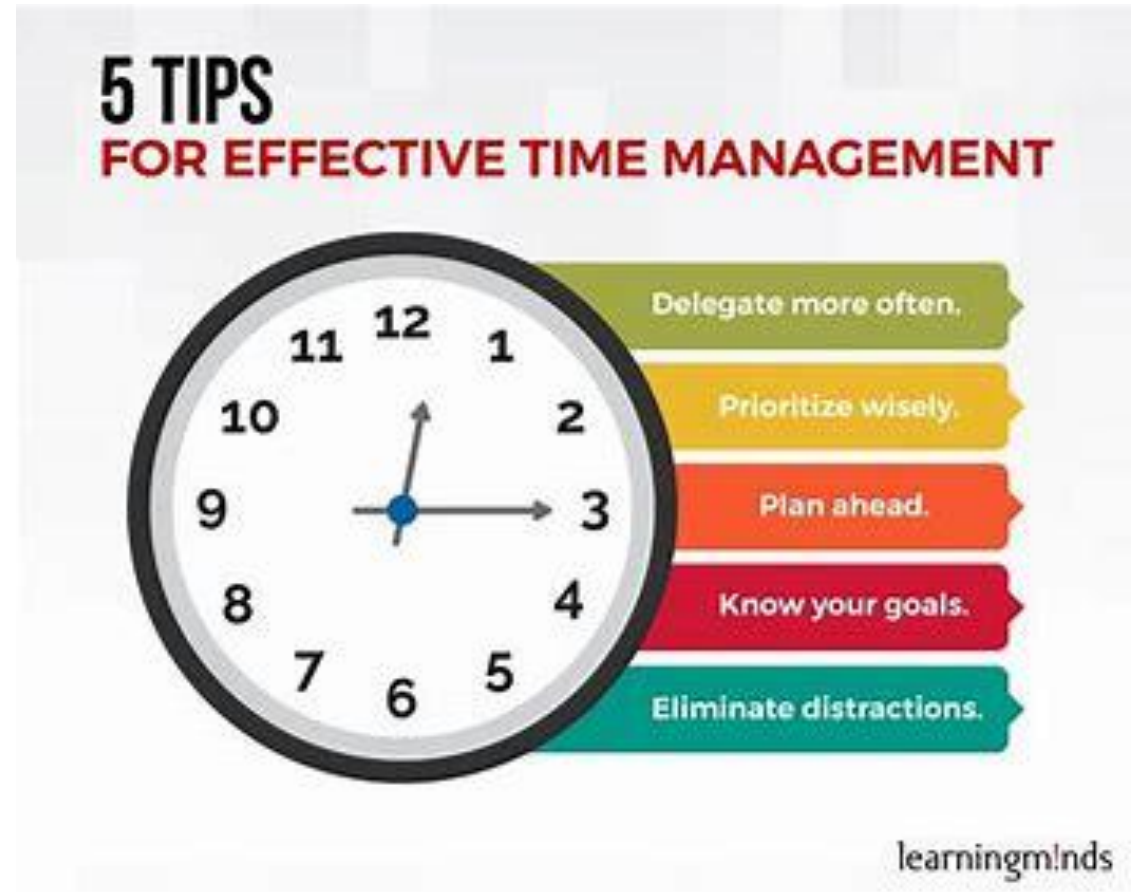 5 TIPS
FOR EFFECTIVE TIME MANAGEMENT
12
11
1
10
2
9
3
8
4
7
5
6
Delegate more often.
Prioritize wisely.
Plan ahead.
Know your goals.
Eliminate distractions.
learningm!nds